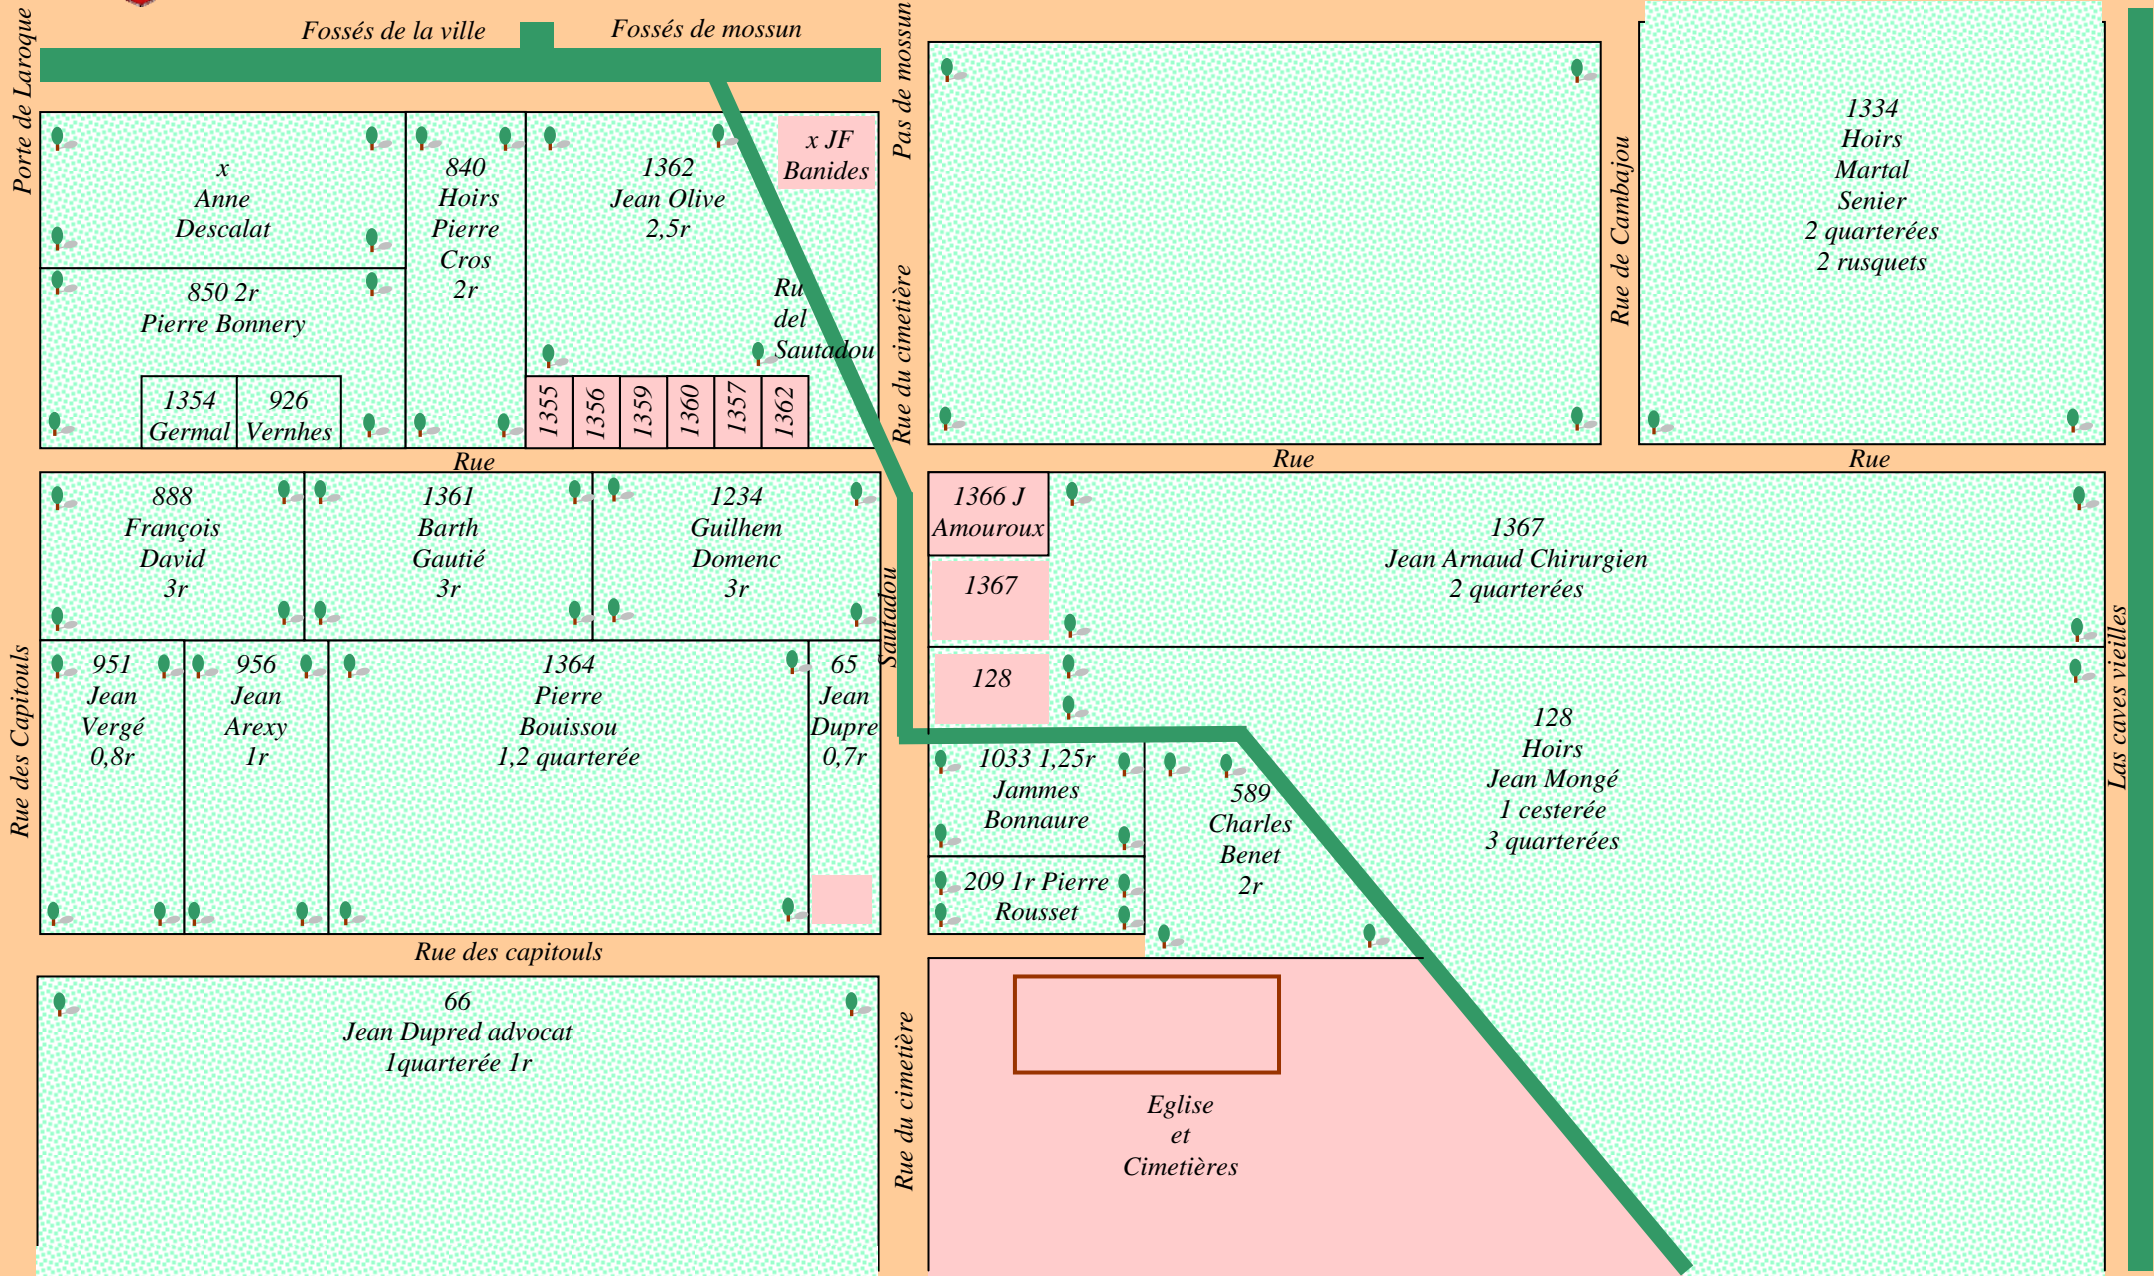 Fossés de la ville
Fossés de mossun
Porte de Laroque
Pas de mossun
x
Anne
Descalat
840
Hoirs
Pierre
Cros
2r
1362
Jean Olive
2,5r
x JF
Banides
850 2r
Pierre Bonnery
1354
Germal
926
Vernhes
Ru
del
Sautadou
1355
1356
1359
1360
1357
1362
Rue du cimetière
Rue de Cambajou
1334
Hoirs
Martal
Senier
2 quarterées
2 rusquets
Rue
Rue
Rue
888
François
David
3r
1361
Barth
Gautié
3r
1234
Guilhem
Domenc
3r
Sautadou
1366 J
Amouroux
1367
1367
Jean Arnaud Chirurgien
2 quarterées
Rue des Capitouls
951
Jean
Vergé
0,8r
956
Jean
Arexy
1r
1364
Pierre
Bouissou
1,2 quarterée
65
Jean
Dupre
0,7r
128
128
Hoirs
Jean Mongé
1 cesterée
3 quarterées
Las caves vieilles
1033 1,25r
Jammes
Bonnaure
589
Charles
Benet
2r
209 1r Pierre
Rousset
Rue des capitouls
66
Jean Dupred advocat
1quarterée 1r
Rue du cimetière
Eglise
et
Cimetières